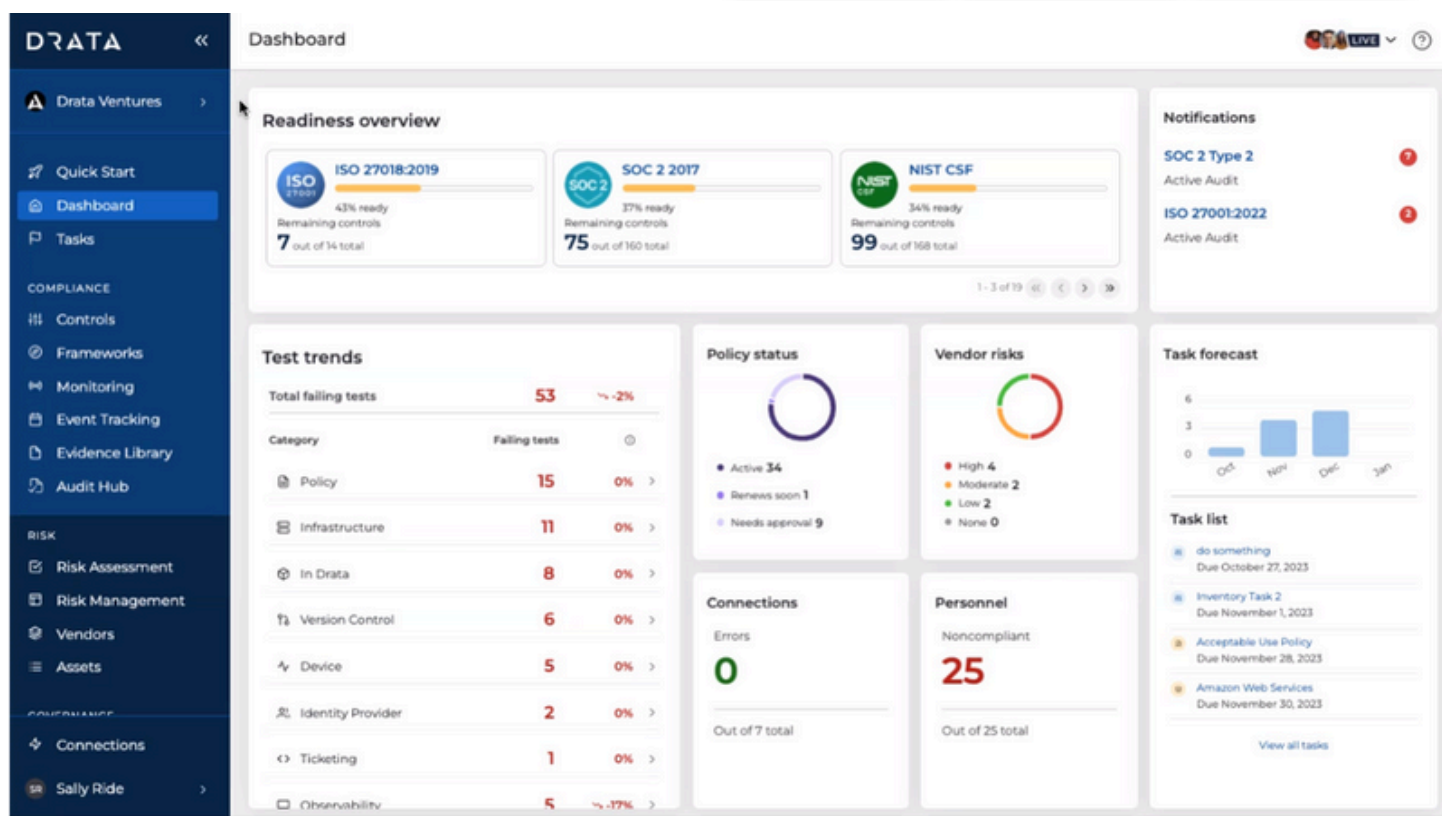 DRATA
Dashboard
LIVE
Drata Ventures
Quick Start
Dashboard
Tasks
COMPLIANCE
Controls
Frameworks
Monitoring
Event Tracking
Evidence Library
Audit Hub
RISK
Risk Assessment
Risk Management
Vendors
Assets
GOVERNANCE
Connections
SR
Sally Ride
Readiness overview
ISO
27001
ISO 27018:2019
43% ready
Remaining controls
7 out of 14 total
SOC 2
SOC 2 2017
37% ready
Remaining controls
75 out of 160 total
NIST
CSF
NIST CSF
34% ready
Remaining controls
99 out of 168 total
1 - 3 of 19
Notifications
SOC 2 Type 2
7
Active Audit
ISO 27001:2022
2
Active Audit
Test trends
Total failing tests 53 -2%
Category Failing tests
Policy 15 0%
Infrastructure 11 0%
In Drata 8 0%
Version Control 6 0%
Device 5 0%
Identity Provider 2 0%
Ticketing 1 0%
Observability 5 -17%
Policy status
Active 34
Renews soon 1
Needs approval 9
Vendor risks
High 4
Moderate 2
Low 2
None 0
Connections
Errors
0
Out of 7 total
Personnel
Noncompliant
25
Out of 25 total
Task forecast
6
3
0
Oct Nov Dec Jan
Task list
do something
Due October 27, 2023
Inventory Task 2
Due November 1, 2023
Acceptable Use Policy
Due November 28, 2023
Amazon Web Services
Due November 30, 2023
View all tasks